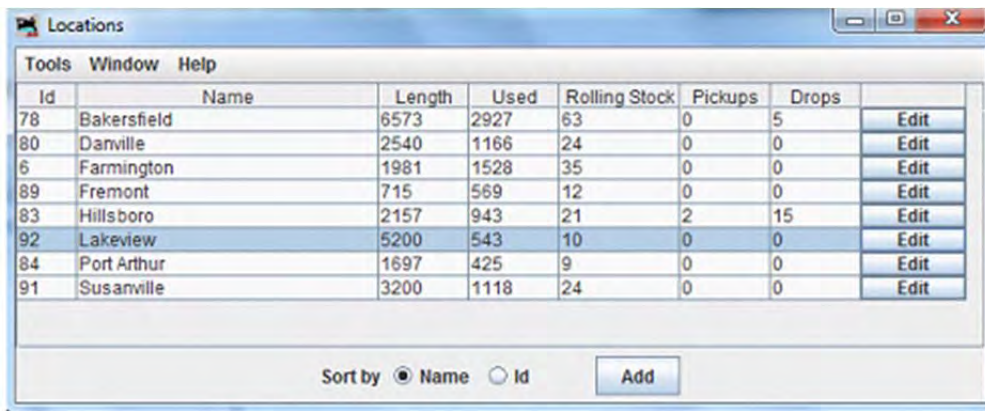 Locations
Tools Window Help
Id Name Length Used Rolling Stock Pickups Drops
78 Bakersfield 6573 2927 63 0 5 Edit
80 Danville 2540 1166 24 0 0 Edit
6 Farmington 1981 1528 35 0 0 Edit
89 Fremont 715 569 12 0 0 Edit
83 Hillsboro 2157 943 21 2 15 Edit
92 Lakeview 5200 543 10 0 0 Edit
84 Port Arthur 1697 425 9 0 0 Edit
91 Susanville 3200 1118 24 0 0 Edit
Sort by Name Id Add